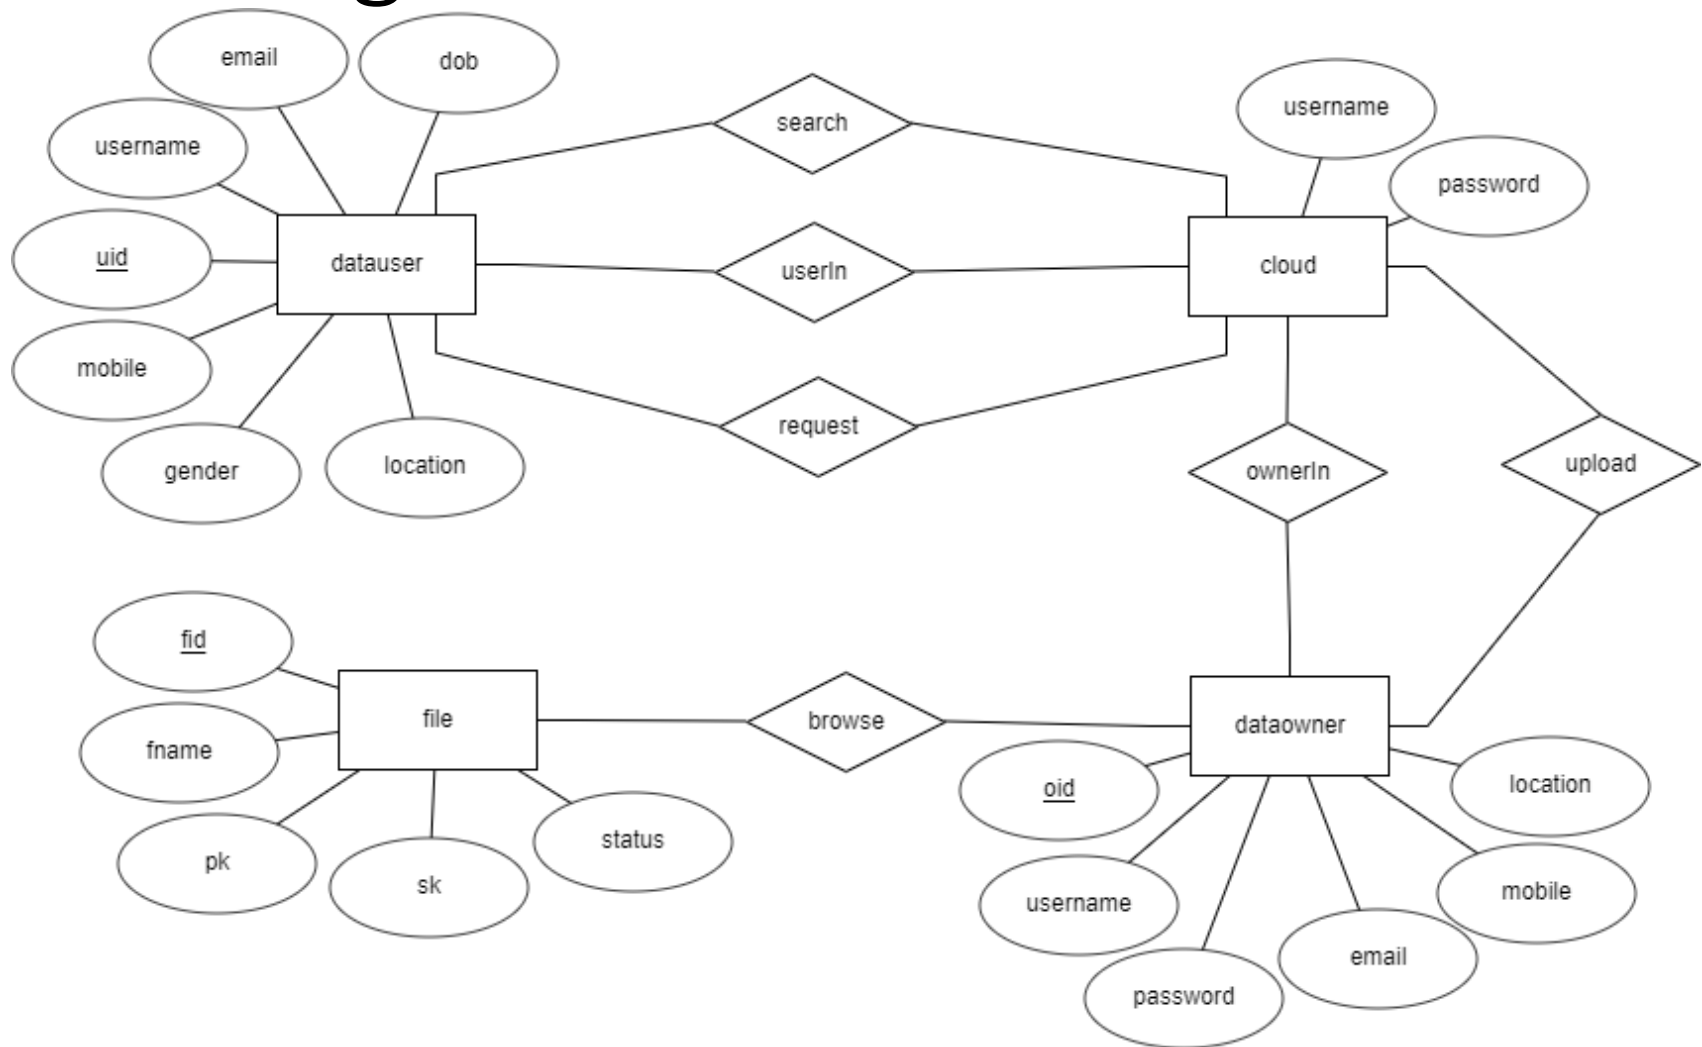 email
dob
username
uid
mobile
gender
location
datauser
search
userIn
request
cloud
username
password
ownerIn
upload
fid
fname
pk
sk
status
file
browse
dataowner
oid
username
password
email
mobile
location